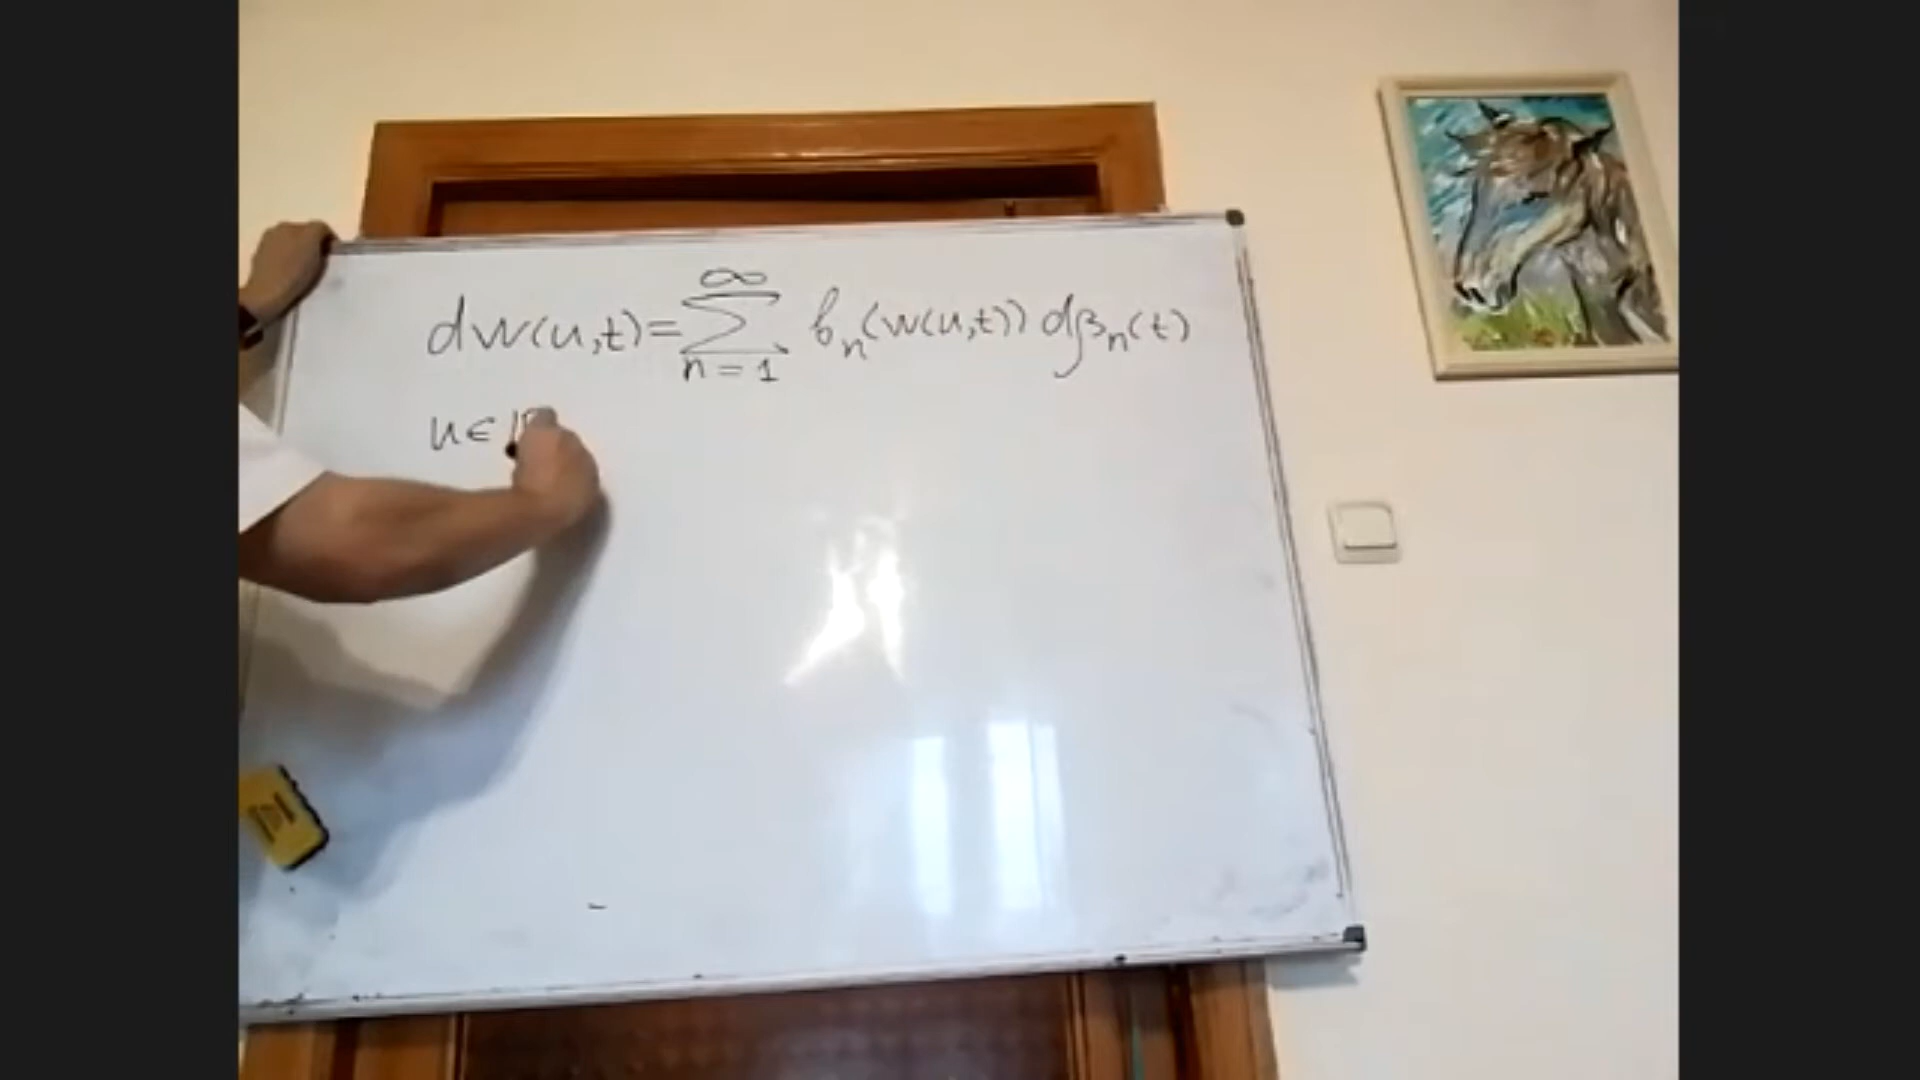 dw(u,t)=∑_{n=1}^{∞} b_n(w(u,t)) dβ_n(t)
u∈